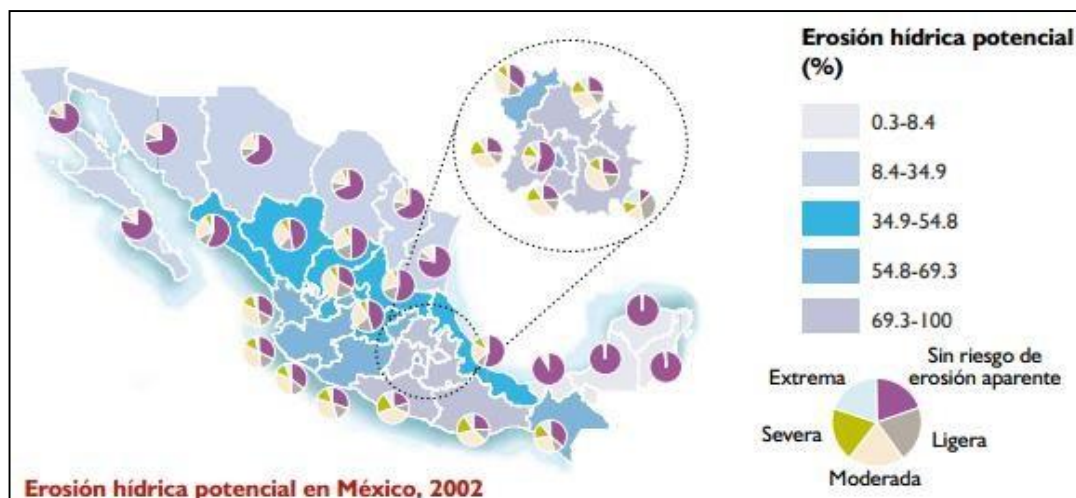 Erosión hídrica potencial
(%)
0.3-8.4
8.4-34.9
34.9-54.8
54.8-69.3
69.3-100
Extrema
Sin riesgo de
erosión aparente
Severa
Ligera
Moderada
Erosión hídrica potencial en México, 2002